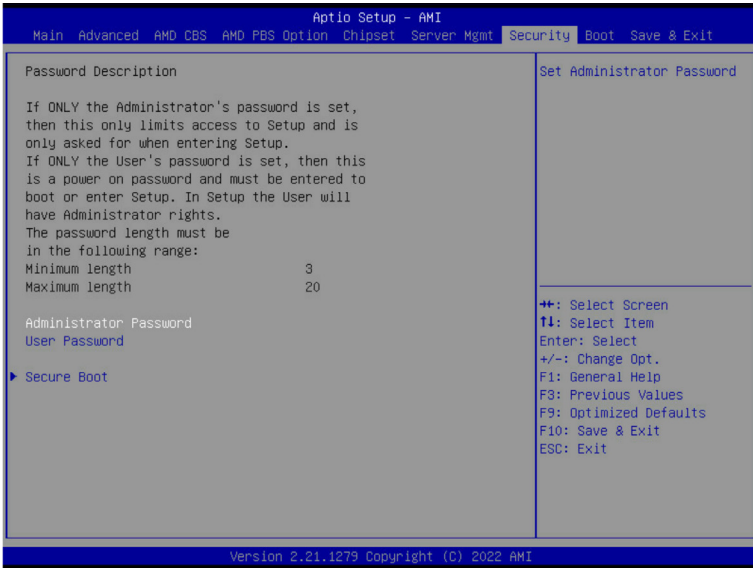 Aptio Setup – AMI
Main Advanced AMD CBS AMD PBS Option Chipset Server Mgmt Security Boot Save & Exit
Password Description
If ONLY the Administrator's password is set,
then this only limits access to Setup and is
only asked for when entering Setup.
If ONLY the User's password is set, then this
is a power on password and must be entered to
boot or enter Setup. In Setup the User will
have Administrator rights.
The password length must be
in the following range:
Minimum length 3
Maximum length 20
Administrator Password
User Password
Secure Boot
Set Administrator Password
→←: Select Screen
↑↓: Select Item
Enter: Select
+/-: Change Opt.
F1: General Help
F3: Previous Values
F9: Optimized Defaults
F10: Save & Exit
ESC: Exit
Version 2.21.1279 Copyright (C) 2022 AMI